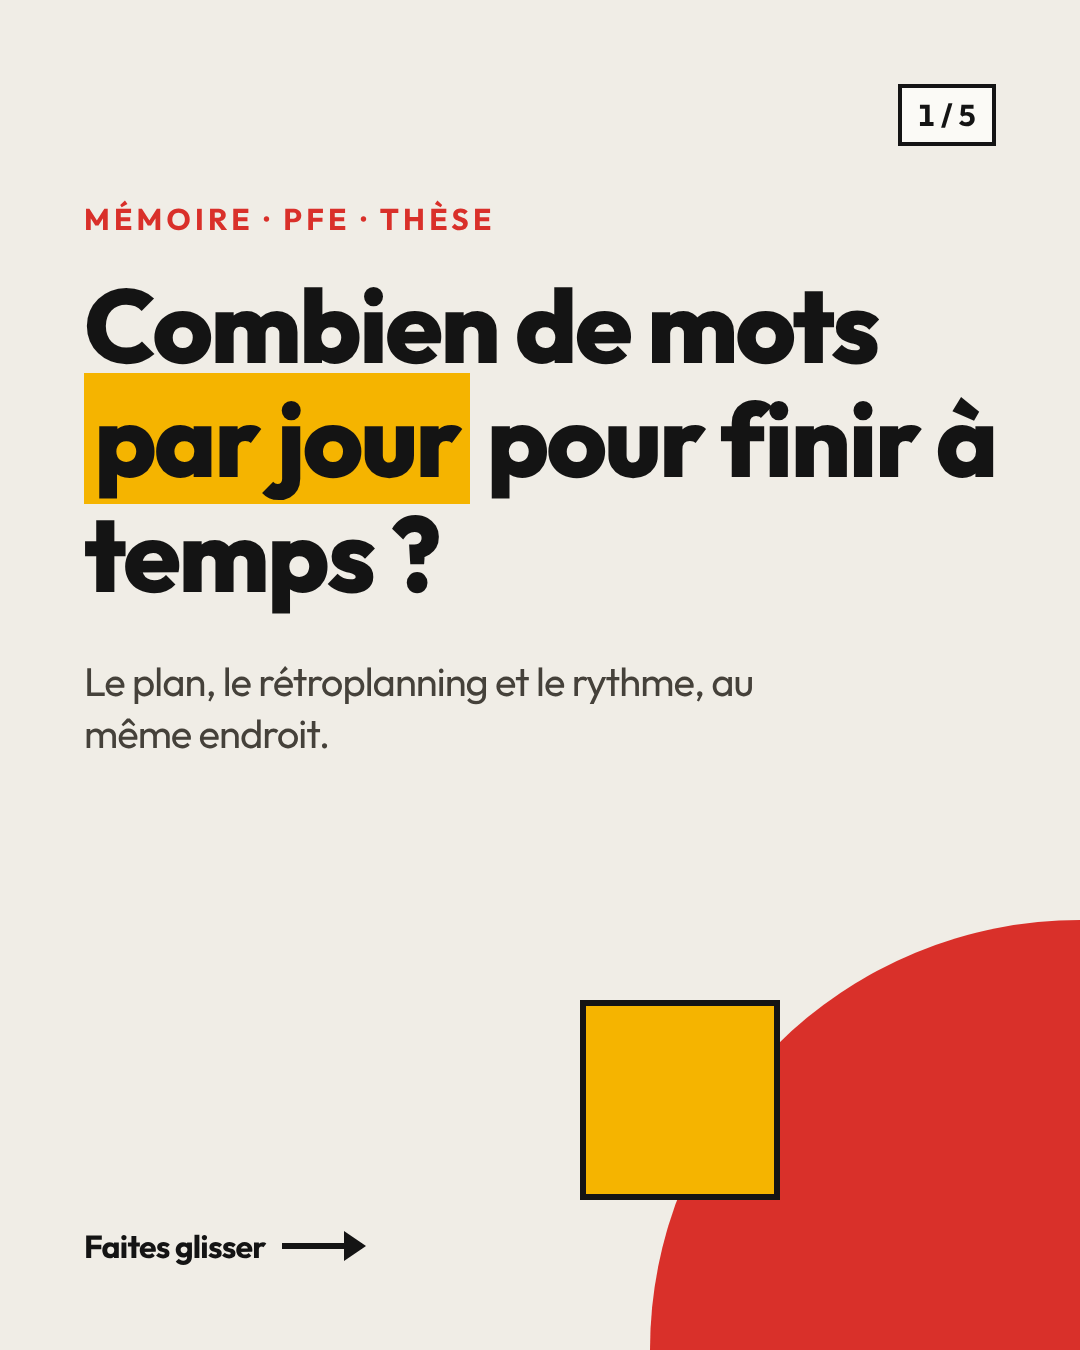 1 / 5
MÉMOIRE · PFE · THÈSE
Combien de mots
par jour pour finir à
temps ?
Le plan, le rétroplanning et le rythme, au
même endroit.
Faites glisser